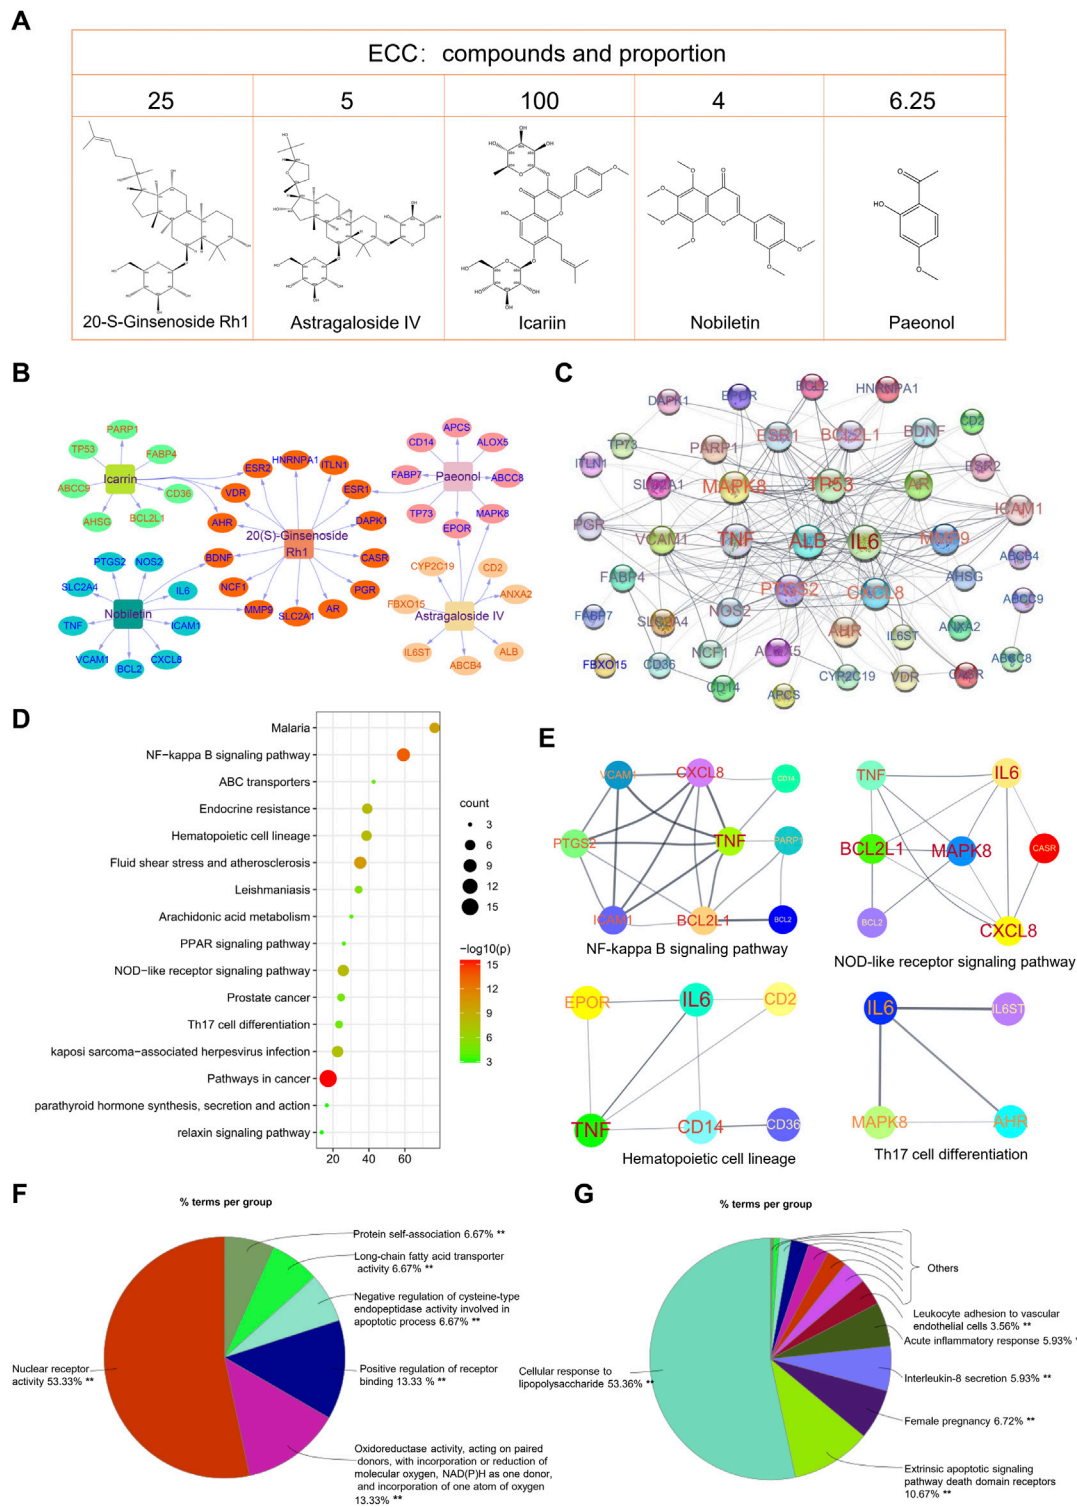 A
ECC: compounds and proportion
25 5 100 4 6.25
20-S-Ginsenoside Rh1 Astragaloside IV Icariin Nobiletin Paeonol
B
PARP1
TP53
FABP4
Icarrin
ABCC9
CD36
AHSG
BCL2L1
ESR2
HNRNPA1
ITLN1
VDR
ESR1
AHR
DAPK1
20(S)-Ginsenoside
Rh1
BDNF
CASR
NCF1
PGR
MMP9
SLC2A1
AR
PTGS2
NOS2
SLC2A4
IL6
Nobiletin
TNF
ICAM1
VCAM1
CXCL8
BCL2
APCS
CD14
ALOX5
Paeonol
FABP7
ABCC8
TP73
MAPK8
EPOR
CYP2C19
CD2
ANXA2
FBXO15
Astragaloside IV
IL6ST
ALB
ABCB4
C
BCL2
HNRNPA1
EPOR
DAPK1
CD2
TP73
PARP1
ESR1
BCL2L1
BDNF
ITLN1
ESR2
SLC2A1
MAPK8
TP53
AR
ICAM1
PGR
VCAM1
TNF
ALB
IL6
MMP9
ABCB4
FABP4
PTGS2
CXCL8
AHSG
ABCC9
FABP7
SLC2A4
NOS2
AHR
IL6ST
ANXA2
NCF1
ALOX5
ABCC8
FBXO15
CD36
CD14
APCS
CYP2C19
VDR
CASR
D
Malaria
NF-kappa B signaling pathway
ABC transporters
Endocrine resistance
Hematopoietic cell lineage
Fluid shear stress and atherosclerosis
Leishmaniasis
Arachidonic acid metabolism
PPAR signaling pathway
NOD-like receptor signaling pathway
Prostate cancer
Th17 cell differentiation
kaposi sarcoma-associated herpesvirus infection
Pathways in cancer
parathyroid hormone synthesis, secretion and action
relaxin signaling pathway
20 40 60
count
3
6
9
12
15
-log10(p)
15
12
9
6
3
E
VCAM1
CXCL8
CD14
PTGS2
TNF
PARP1
ICAM1
BCL2L1
BCL2
NF-kappa B signaling pathway
TNF
IL6
BCL2L1
MAPK8
CASR
BCL2
CXCL8
NOD-like receptor signaling pathway
EPOR
IL6
CD2
TNF
CD14
CD36
Hematopoietic cell lineage
IL6
IL6ST
MAPK8
AHR
Th17 cell differentiation
F
% terms per group
Protein self-association 6.67% **
Long-chain fatty acid transporter
activity 6.67% **
Negative regulation of cysteine-type
endopeptidase activity involved in
apoptotic process 6.67% **
Positive regulation of receptor
binding 13.33 % **
Nuclear receptor
activity 53.33% **
Oxidoreductase activity, acting on paired
donors, with incorporation or reduction of
molecular oxygen, NAD(P)H as one donor,
and incorporation of one atom of oxygen
13.33% **
G
% terms per group
Others
Leukocyte adhesion to vascular
endothelial cells 3.56% **
Acute inflammatory response 5.93% *
Cellular response to
lipopolysaccharide 53.36% **
Interleukin-8 secretion 5.93% **
Female pregnancy 6.72% **
Extrinsic apoptotic signaling
pathway death domain receptors
10.67% **